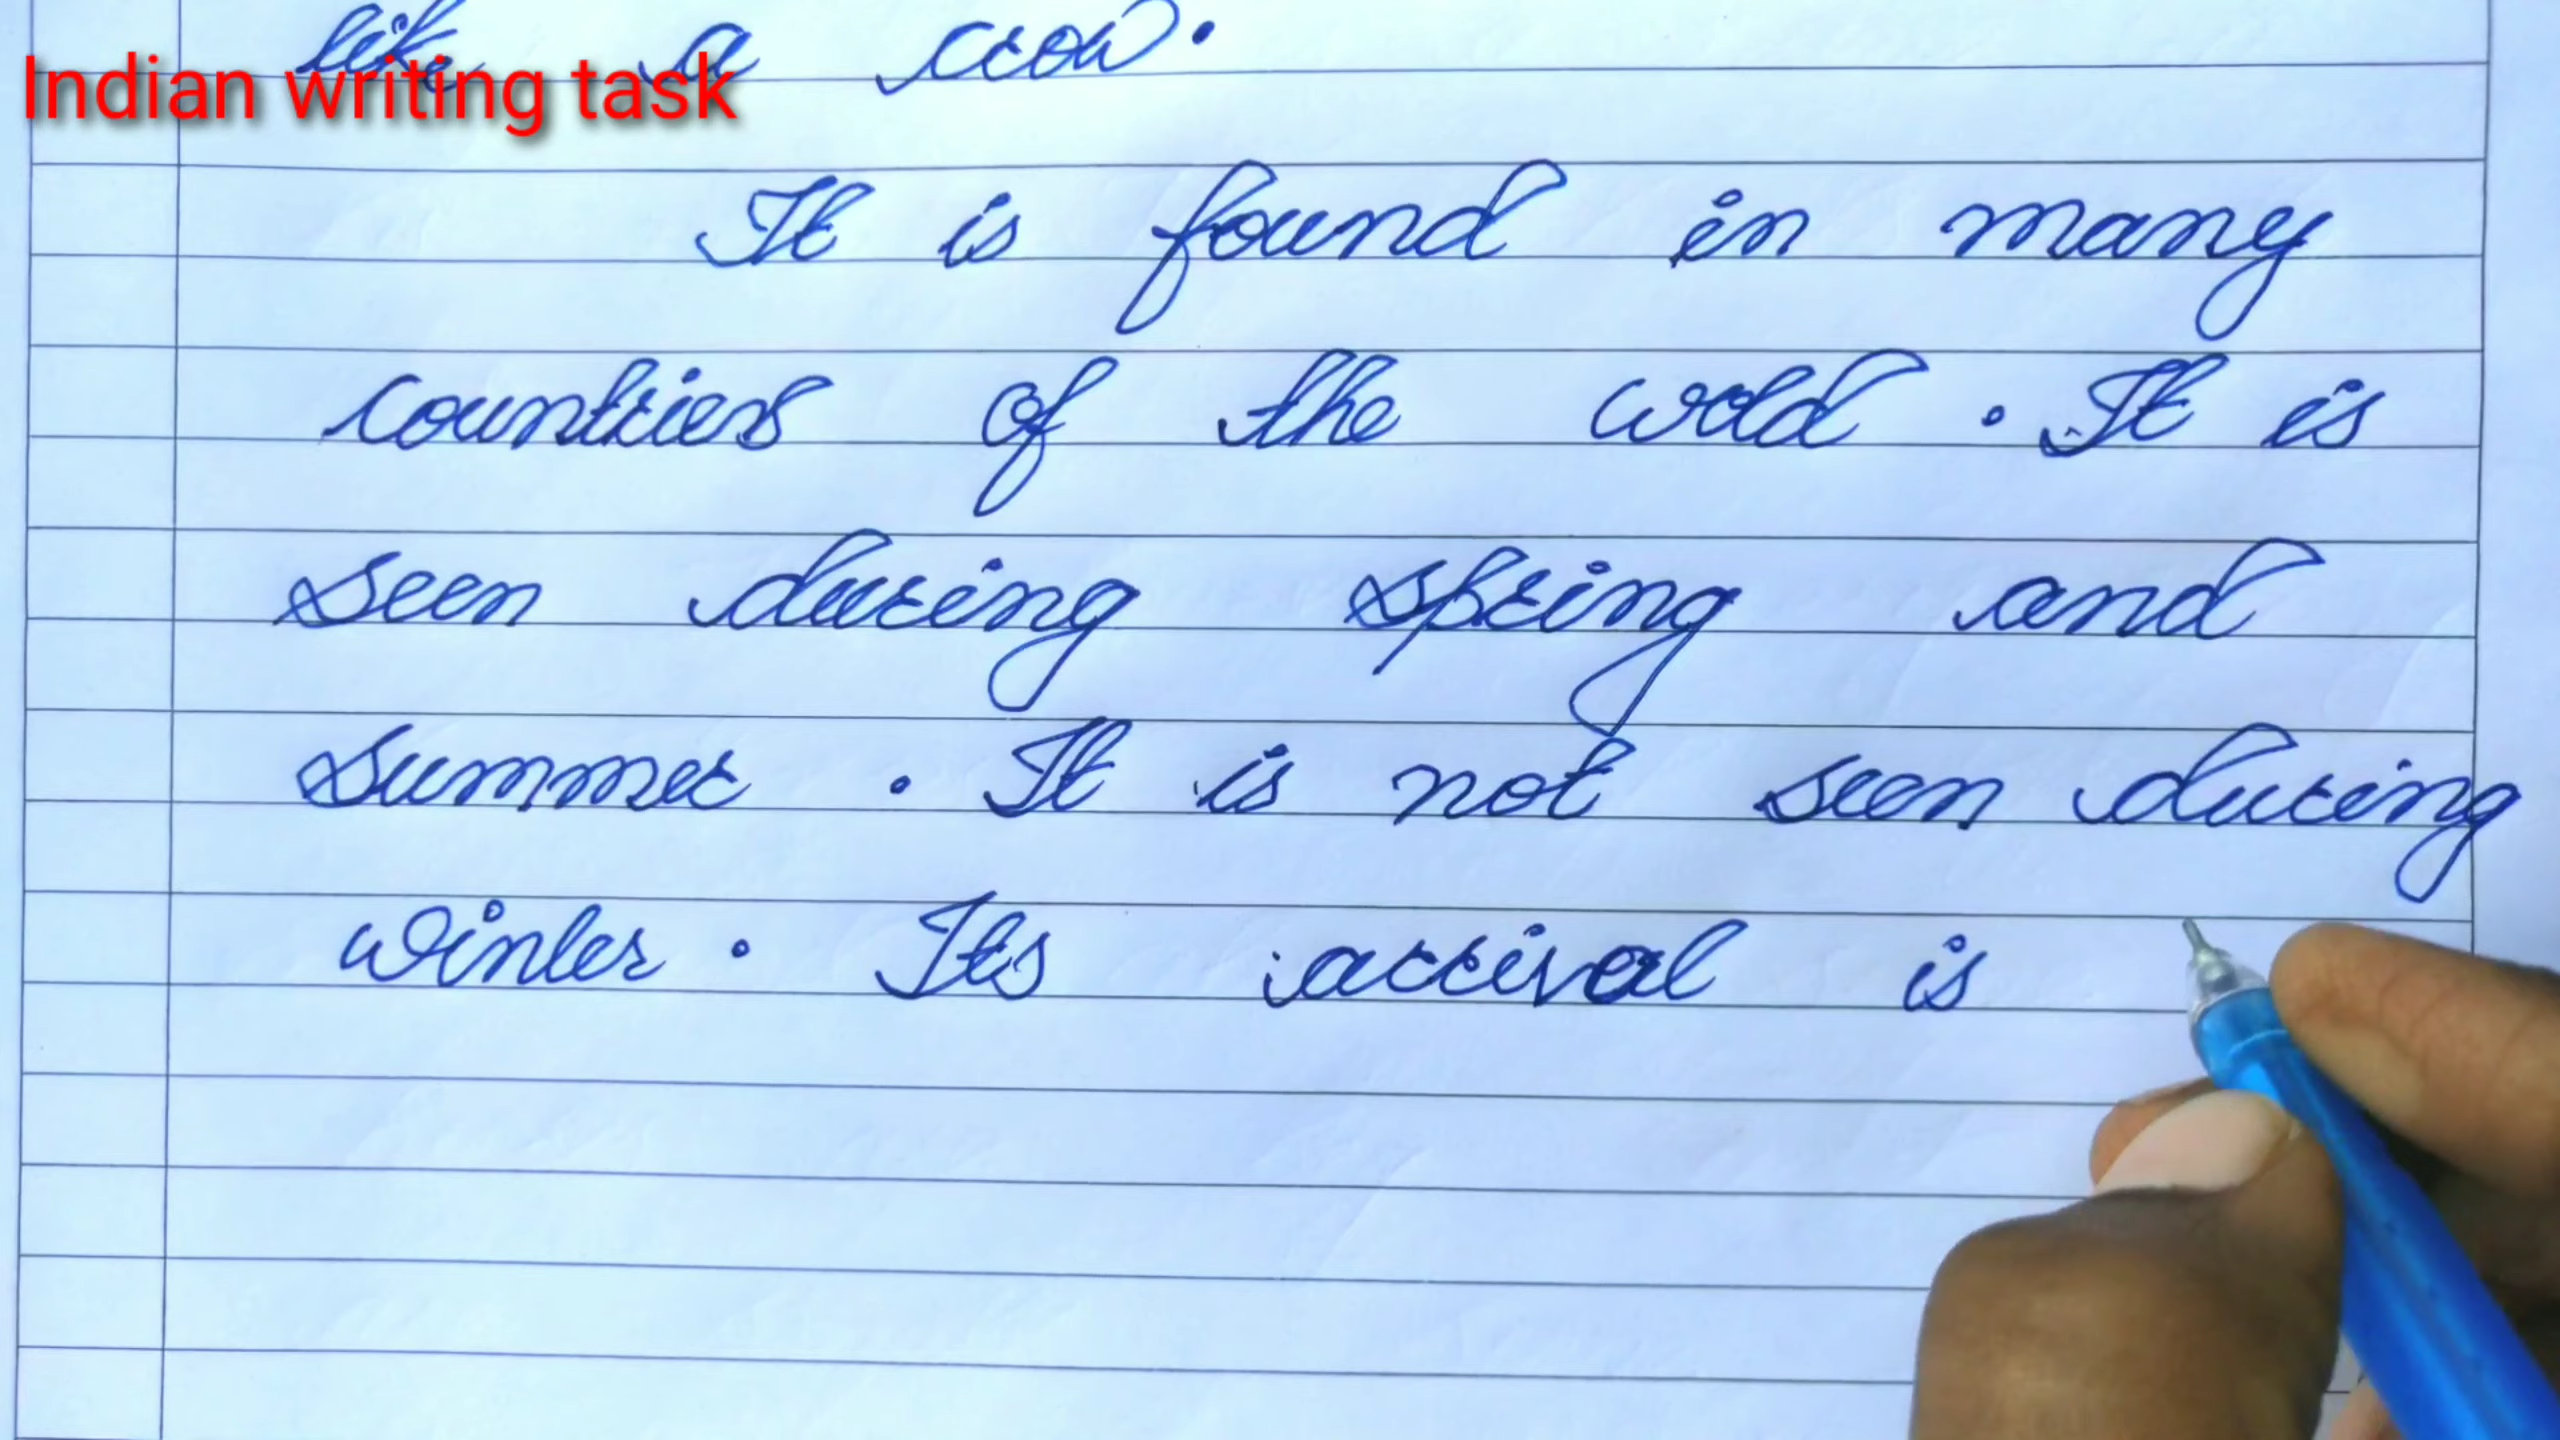 like a crow.
Indian writing task
It is found in many
countries of the wold. It is
seen during spring and
summer. It is not seen during
winter. Its arrival is